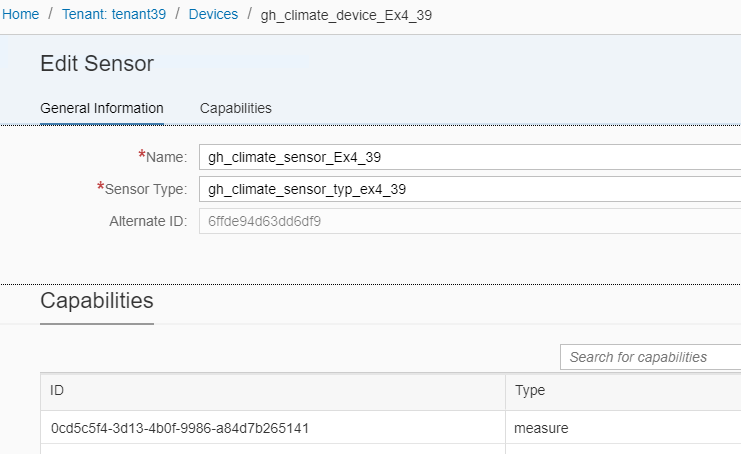 Home / Tenant: tenant39 / Devices / gh_climate_device_Ex4_39
Edit Sensor
General Information Capabilities
*Name: gh_climate_sensor_Ex4_39
*Sensor Type: gh_climate_sensor_typ_ex4_39
Alternate ID: 6ffde94d63dd6df9
Capabilities
Search for capabilities
ID Type
0cd5c5f4-3d13-4b0f-9986-a84d7b265141 measure